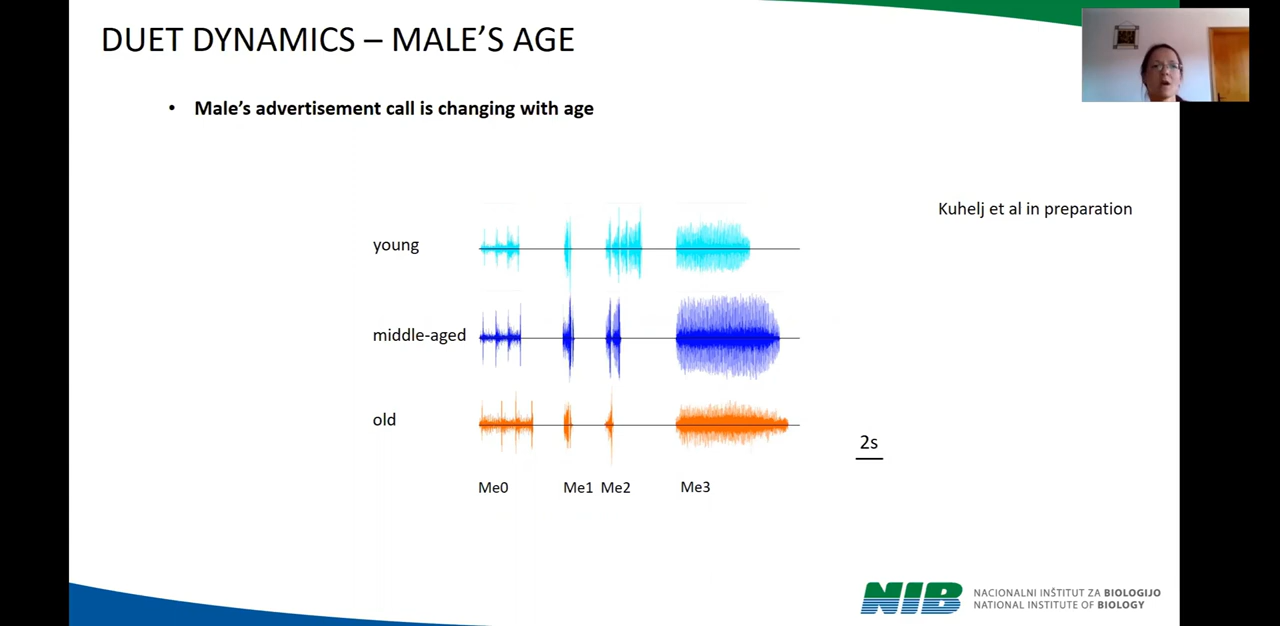 DUET DYNAMICS – MALE'S AGE
• Male's advertisement call is changing with age
Kuhelj et al in preparation
young
middle-aged
old
2s
Me0 Me1 Me2 Me3
NIB
NACIONALNI INŠTITUT ZA BIOLOGIJO
NATIONAL INSTITUTE OF BIOLOGY